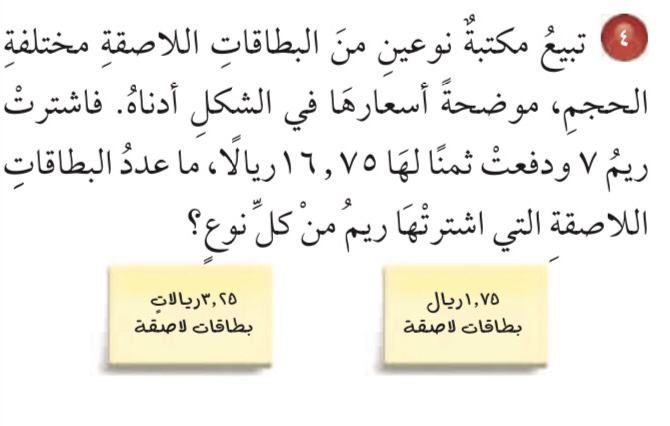 ٤ تبيعُ مكتبةٌ نوعينِ منَ البطاقاتِ اللاصقةِ مختلفةِ
الحجمِ، موضحةً أسعارهَا في الشكلِ أدناهُ. فاشترتْ
ريمُ ٧ ودفعتْ ثمنًا لهَا ١٦,٧٥ ريالًا، ما عددُ البطاقاتِ
اللاصقةِ التي اشترتْهَا ريمُ منْ كلِّ نوعٍ؟
١,٧٥ ريال
بطاقات لاصقة
٣,٢٥ ريالاتٍ
بطاقات لاصقة